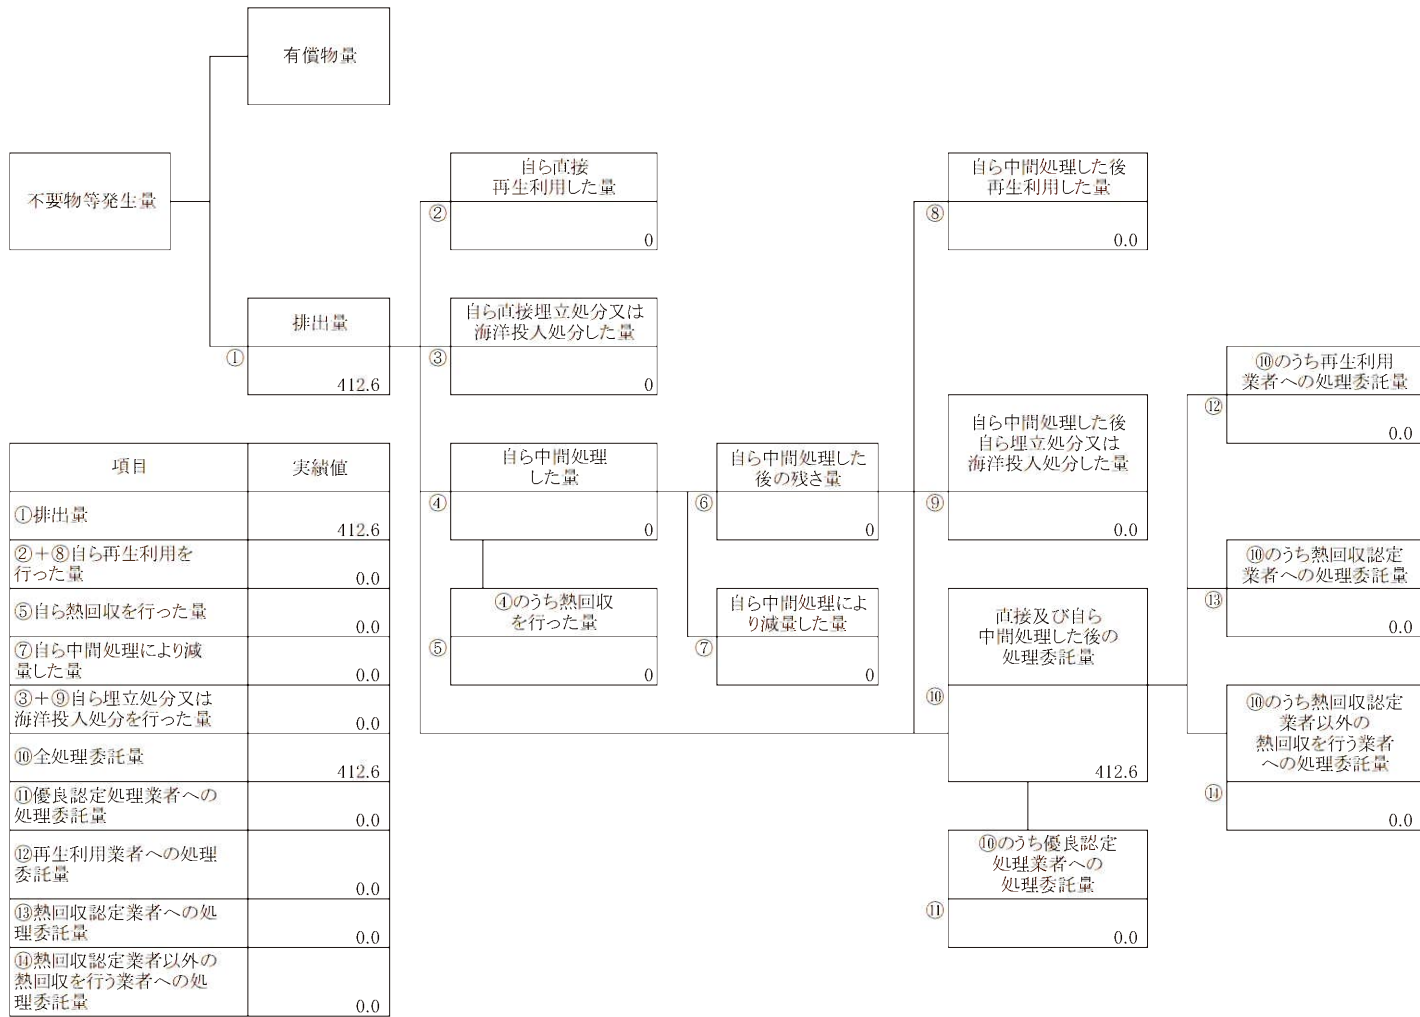 有償物量
不要物等発生量
排出量
①
412.6
自ら直接
再生利用した量
②
0
自ら直接埋立処分又は
海洋投入処分した量
③
0
自ら中間処理
した量
④
0
④のうち熱回収
を行った量
⑤
0
自ら中間処理した
後の残さ量
⑥
0
自ら中間処理によ
り減量した量
⑦
0
自ら中間処理した後
再生利用した量
⑧
0.0
自ら中間処理した後
自ら埋立処分又は
海洋投入処分した量
⑨
0.0
直接及び自ら
中間処理した後の
処理委託量
⑩
412.6
⑩のうち優良認定
処理業者への
処理委託量
⑪
0.0
⑩のうち再生利用
業者への処理委託量
⑫
0.0
⑩のうち熱回収認定
業者への処理委託量
⑬
0.0
⑩のうち熱回収認定
業者以外の
熱回収を行う業者
への処理委託量
⑭
0.0
項目 実績値
①排出量
412.6
②＋⑧自ら再生利用を
行った量
0.0
⑤自ら熱回収を行った量
0.0
⑦自ら中間処理により減
量した量
0.0
③＋⑨自ら埋立処分又は
海洋投入処分を行った量
0.0
⑩全処理委託量
412.6
⑪優良認定処理業者への
処理委託量
0.0
⑫再生利用業者への処理
委託量
0.0
⑬熱回収認定業者への処
理委託量
0.0
⑭熱回収認定業者以外の
熱回収を行う業者への処
理委託量
0.0